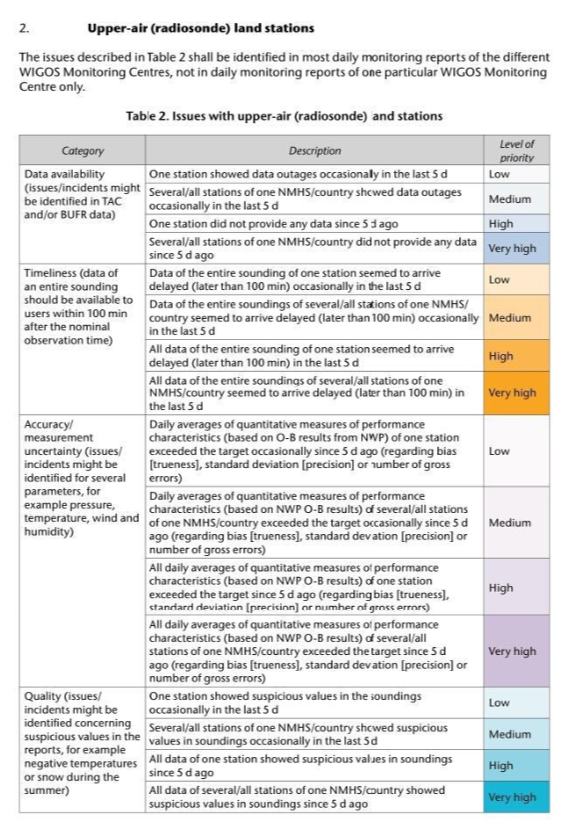 2. Upper-air (radiosonde) land stations
The issues described in Table 2 shall be identified in most daily monitoring reports of the different
WIGOS Monitoring Centres, not in daily monitoring reports of one particular WIGOS Monitoring
Centre only.
Table 2. Issues with upper-air (radiosonde) and stations
Category Description Level of
priority
Data availability
(issues/incidents might
be identified in TAC
and/or BUFR data)
One station showed data outages occasionally in the last 5 d Low
Several/all stations of one NMHS/country showed data outages
occasionally in the last 5 d Medium
One station did not provide any data since 5 d ago High
Several/all stations of one NMHS/country did not provide any data
since 5 d ago Very high
Timeliness (data of
an entire sounding
should be available to
users within 100 min
after the nominal
observation time)
Data of the entire sounding of one station seemed to arrive
delayed (later than 100 min) occasionally in the last 5 d Low
Data of the entire soundings of several/all stations of one NMHS/
country seemed to arrive delayed (later than 100 min) occasionally
in the last 5 d Medium
All data of the entire sounding of one station seemed to arrive
delayed (later than 100 min) in the last 5 d High
All data of the entire soundings of several/all stations of one
NMHS/country seemed to arrive delayed (later than 100 min) in
the last 5 d Very high
Accuracy/
measurement
uncertainty (issues/
incidents might be
identified for several
parameters, for
example pressure,
temperature, wind and
humidity)
Daily averages of quantitative measures of performance
characteristics (based on O-B results from NWP) of one station
exceeded the target occasionally since 5 d ago (regarding bias
[trueness], standard deviation [precision] or number of gross
errors) Low
Daily averages of quantitative measures of performance
characteristics (based on NWP O-B results) of several/all stations
of one NMHS/country exceeded the target occasionally since 5 d
ago (regarding bias [trueness], standard deviation [precision] or
number of gross errors) Medium
All daily averages of quantitative measures of performance
characteristics (based on NWP O-B results) of one station
exceeded the target since 5 d ago (regarding bias [trueness],
standard deviation [precision] or number of gross errors) High
All daily averages of quantitative measures of performance
characteristics (based on NWP O-B results) of several/all
stations of one NMHS/country exceeded the target since 5 d
ago (regarding bias [trueness], standard deviation [precision] or
number of gross errors) Very high
Quality (issues/
incidents might be
identified concerning
suspicious values in the
reports, for example
negative temperatures
or snow during the
summer)
One station showed suspicious values in the soundings
occasionally in the last 5 d Low
Several/all stations of one NMHS/country showed suspicious
values in soundings occasionally in the last 5 d Medium
All data of one station showed suspicious values in soundings
since 5 d ago High
All data of several/all stations of one NMHS/country showed
suspicious values in soundings since 5 d ago Very high